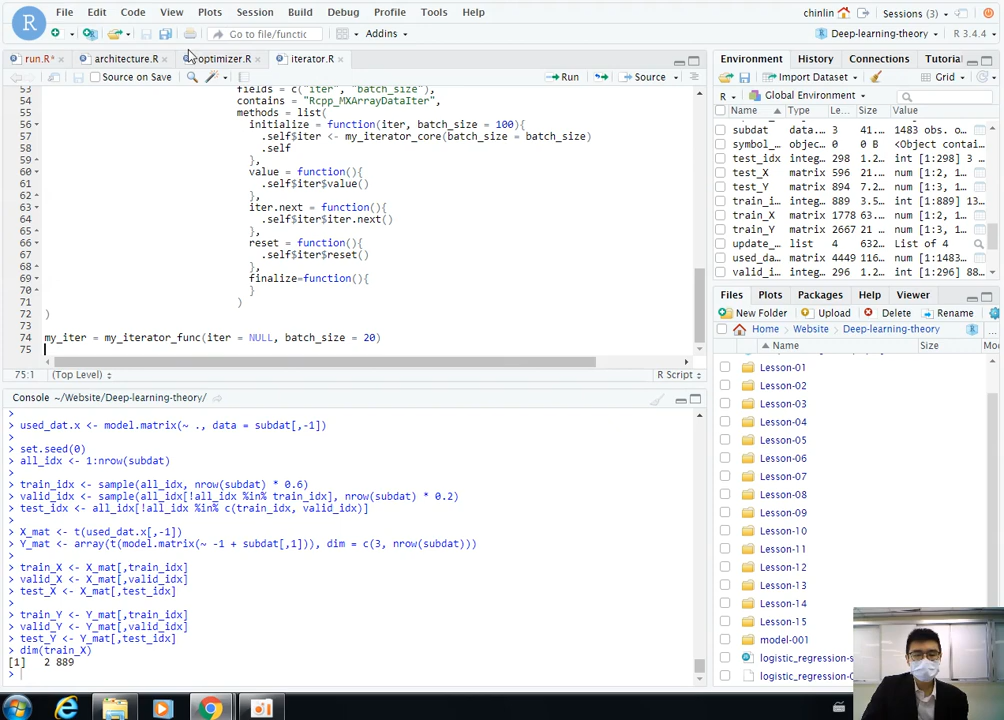 File Edit Code View Plots Session Build Debug Profile Tools Help
chinlin
Sessions (3)
Go to file/functic
Addins
Deep-learning-theory
R 3.4.4
run.R*
architecture.R
optimizer.R
iterator.R
Source on Save
Run
Source
53 fields = c("iter", "batch_size"),
54 contains = "Rcpp_MXArrayDataIter",
55 methods = list(
56 initialize = function(iter, batch_size = 100){
57 .self$iter <- my_iterator_core(batch_size = batch_size)
58 .self
59 },
60 value = function(){
61 .self$iter$value()
62 },
63 iter.next = function(){
64 .self$iter$iter.next()
65 },
66 reset = function(){
67 .self$iter$reset()
68 },
69 finalize=function(){
70 }
71 )
72 )
73
74 my_iter = my_iterator_func(iter = NULL, batch_size = 20)
75
75:1 (Top Level) R Script
Console ~/Website/Deep-learning-theory/
>
> used_dat.x <- model.matrix(~ ., data = subdat[,-1])
>
> set.seed(0)
> all_idx <- 1:nrow(subdat)
>
> train_idx <- sample(all_idx, nrow(subdat) * 0.6)
> valid_idx <- sample(all_idx[!all_idx %in% train_idx], nrow(subdat) * 0.2)
> test_idx <- all_idx[!all_idx %in% c(train_idx, valid_idx)]
>
> X_mat <- t(used_dat.x[,-1])
> Y_mat <- array(t(model.matrix(~ -1 + subdat[,1])), dim = c(3, nrow(subdat)))
>
> train_X <- X_mat[,train_idx]
> valid_X <- X_mat[,valid_idx]
> test_X <- X_mat[,test_idx]
>
> train_Y <- Y_mat[,train_idx]
> valid_Y <- Y_mat[,valid_idx]
> test_Y <- Y_mat[,test_idx]
> dim(train_X)
[1] 2 889
>
Environment History Connections Tutorial
Import Dataset
Grid
R
Global Environment
Name Type Length Size Value
subdat data.… 3 41… 1483 obs. o…
symbol_… objec… 0 0 B <Object contai…
test_idx integ… 298 1.2… int [1:298] 3 …
test_X matrix 596 21.… num [1:2, 1…
test_Y matrix 894 7.2… num [1:3, 1…
train_i… integ… 889 3.5… int [1:889] 13…
train_X matrix 1778 63.… num [1:2, 1…
train_Y matrix 2667 21 … num [1:3, 1…
update_… list 4 632… List of 4
used_da… matrix 4449 116… num [1:1483…
valid_i… integ… 296 1.2… int [1:296] 88…
Files Plots Packages Help Viewer
New Folder Upload Delete Rename
Home Website Deep-learning-theory
Name Size Mo
Lesson-01
Lesson-02
Lesson-03
Lesson-04
Lesson-05
Lesson-06
Lesson-07
Lesson-08
Lesson-09
Lesson-10
Lesson-11
Lesson-12
Lesson-13
Lesson-14
Lesson-15
model-001
logistic_regression-s
logistic_regression-0